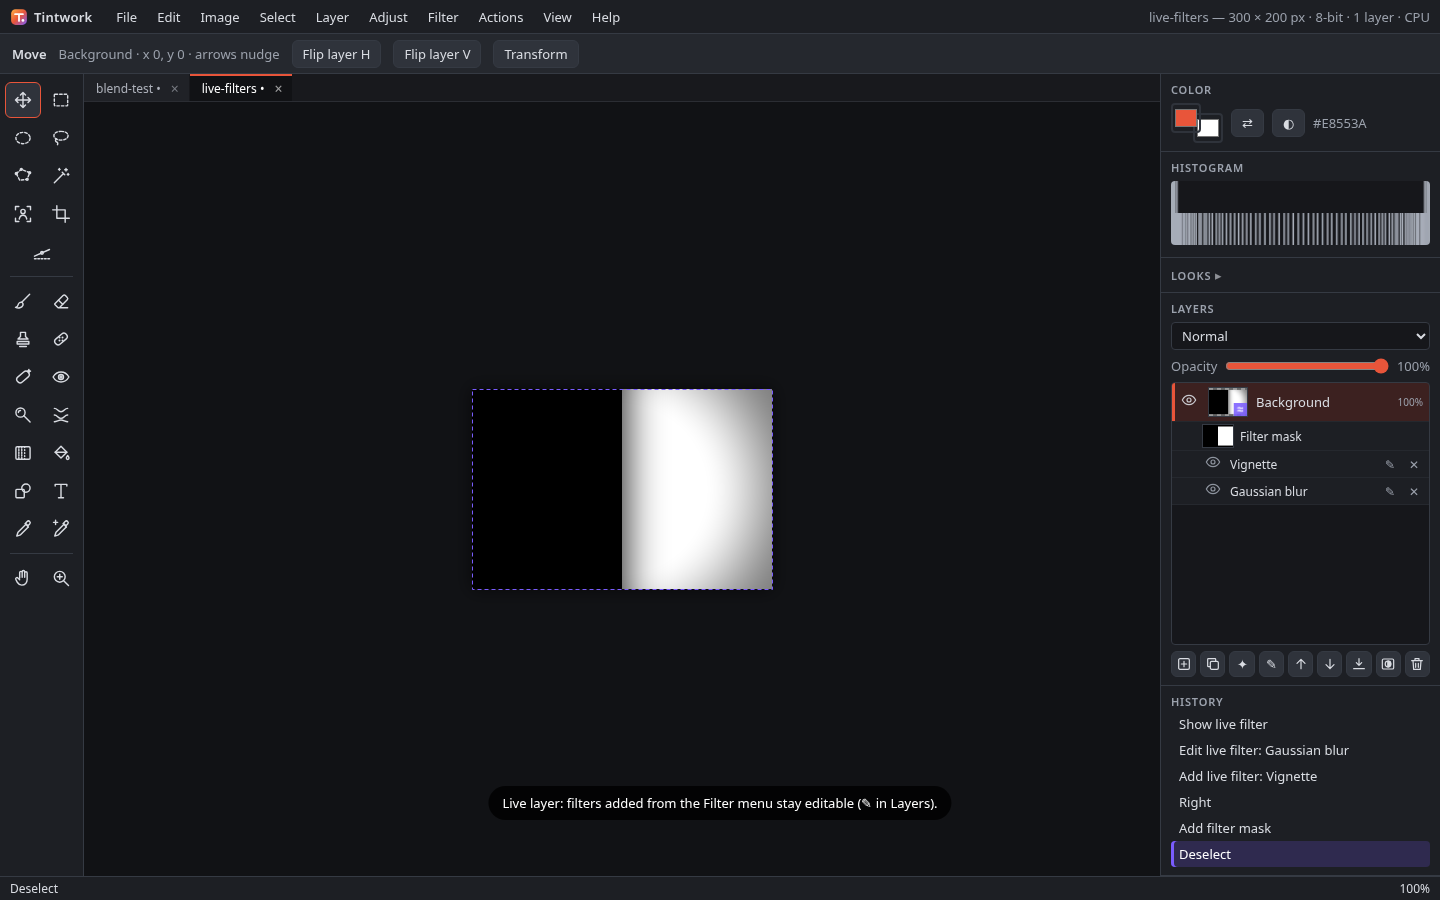 Tintwork File Edit Image Select Layer Adjust Filter Actions View Help live-filters — 300 × 200 px · 8-bit · 1 layer · CPU
Move Background · x 0, y 0 · arrows nudge Flip layer H Flip layer V Transform
blend-test • × live-filters • ×
COLOR
#E8553A
HISTOGRAM
LOOKS ▸
LAYERS
Normal
Opacity 100%
Background 100%
Filter mask
Vignette
Gaussian blur
HISTORY
Show live filter
Edit live filter: Gaussian blur
Add live filter: Vignette
Right
Add filter mask
Deselect
Live layer: filters added from the Filter menu stay editable (✎ in Layers).
Deselect 100%